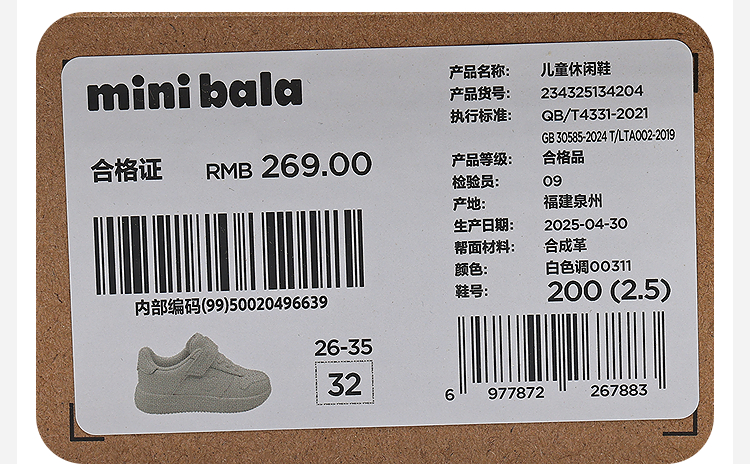 mini bala
合格证 RMB 269.00
内部编码(99)50020496639
26-35
32
产品名称: 儿童休闲鞋
产品货号: 234325134204
执行标准: QB/T4331-2021
GB 30585-2024 T/LTA002-2019
产品等级: 合格品
检验员: 09
产地: 福建泉州
生产日期: 2025-04-30
帮面材料: 合成革
颜色: 白色调00311
鞋号: 200 (2.5)
6 977872 267883